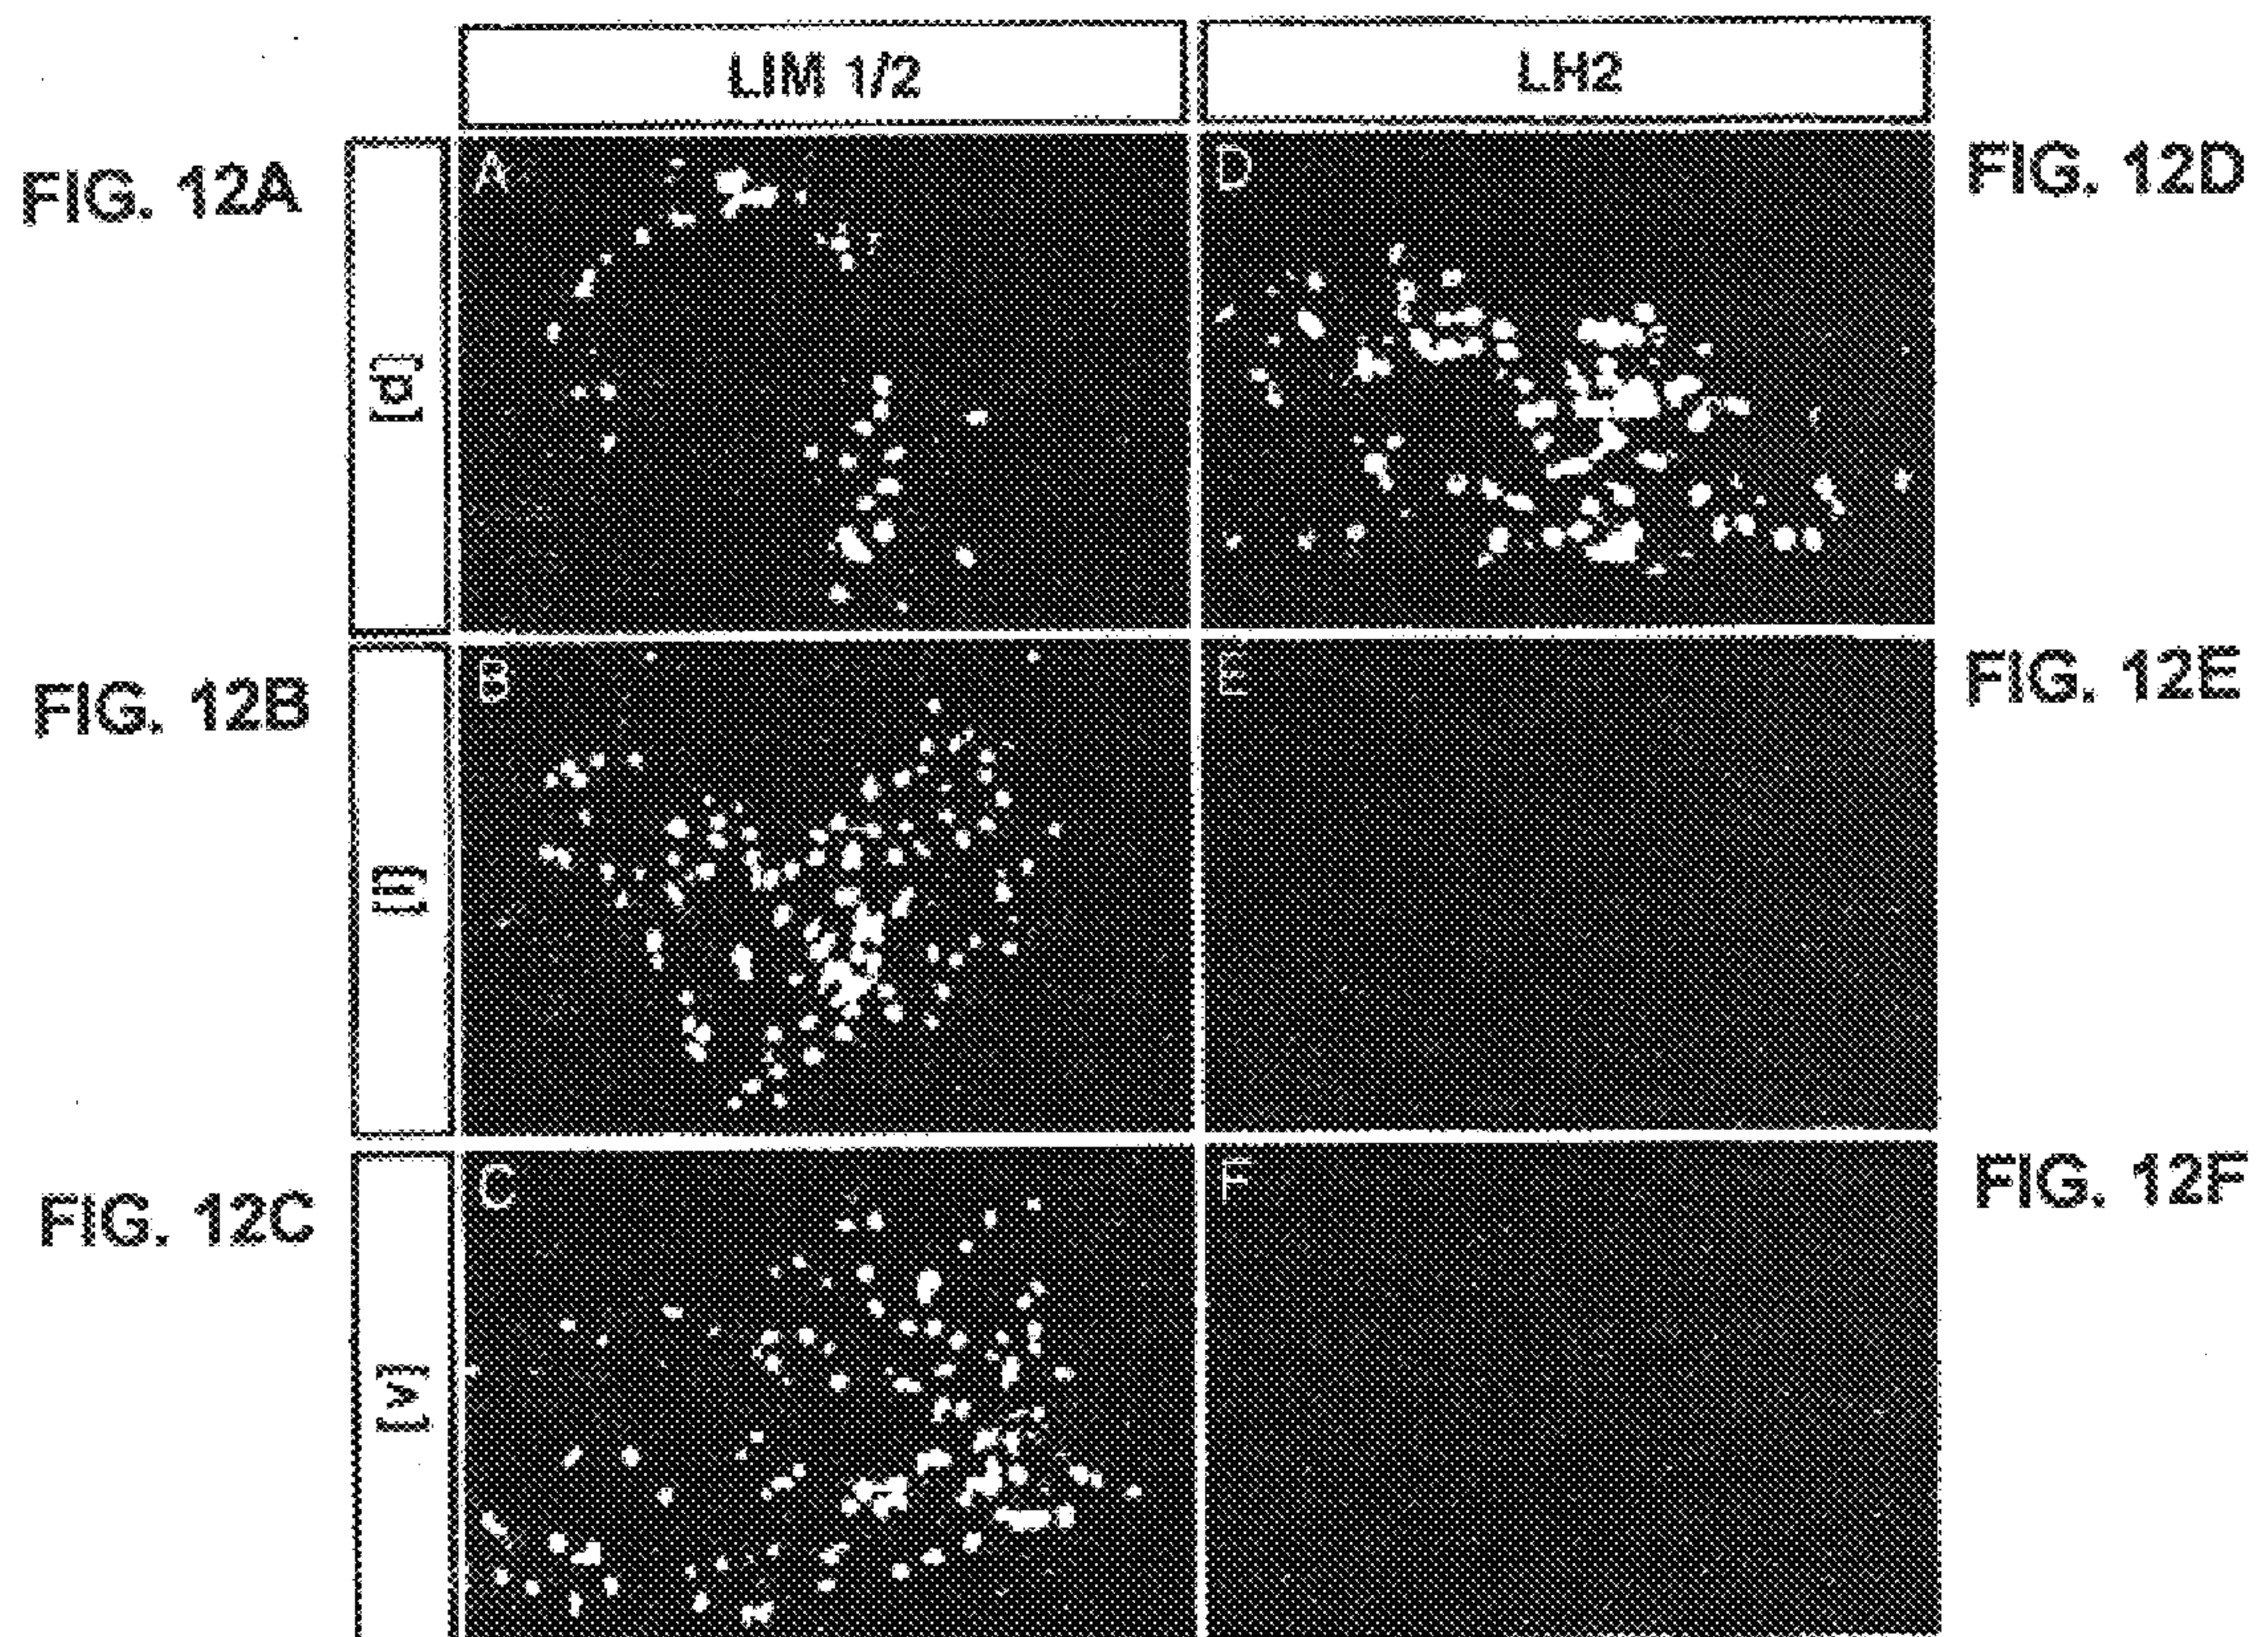 LIM 1/2 LH2
FIG. 12A [d] A D FIG. 12D
FIG. 12B [i] B E FIG. 12E
FIG. 12C [v] C F FIG. 12F